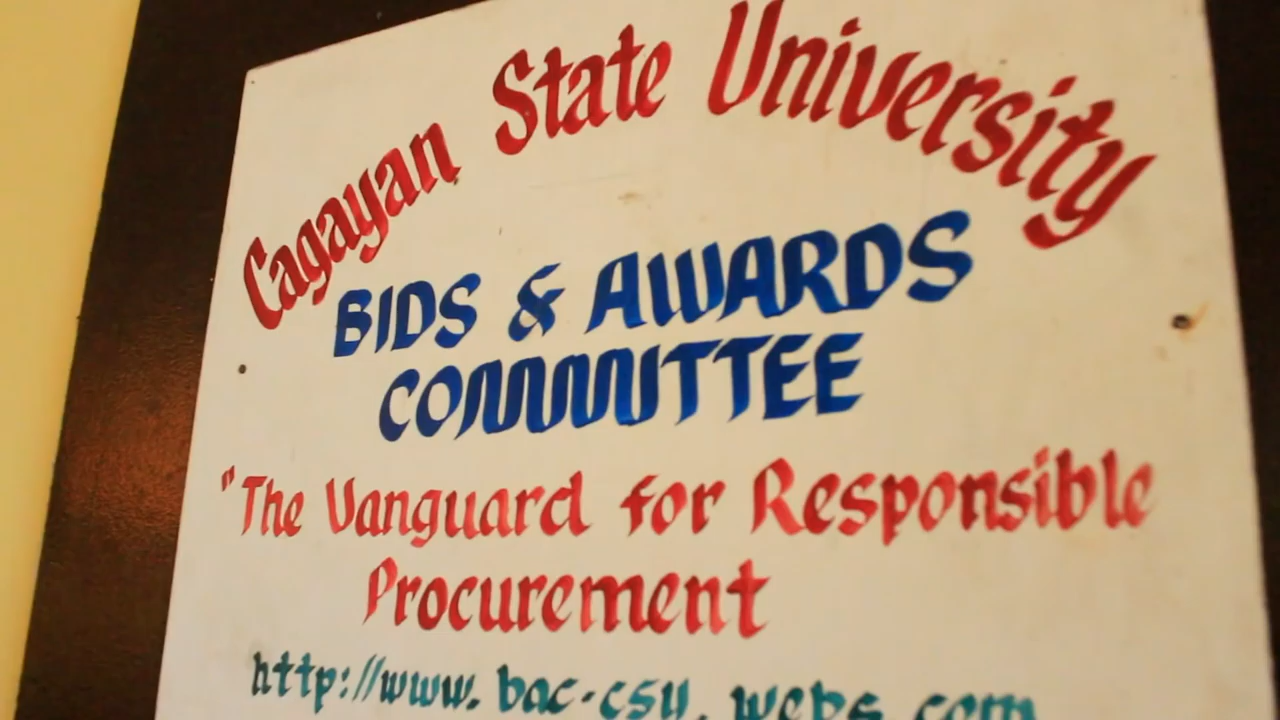 Cagayan State University
BIDS & AWARDS
COMMITTEE
"The Vanguard for Responsible
Procurement
http://www.bac-csu.webs.com